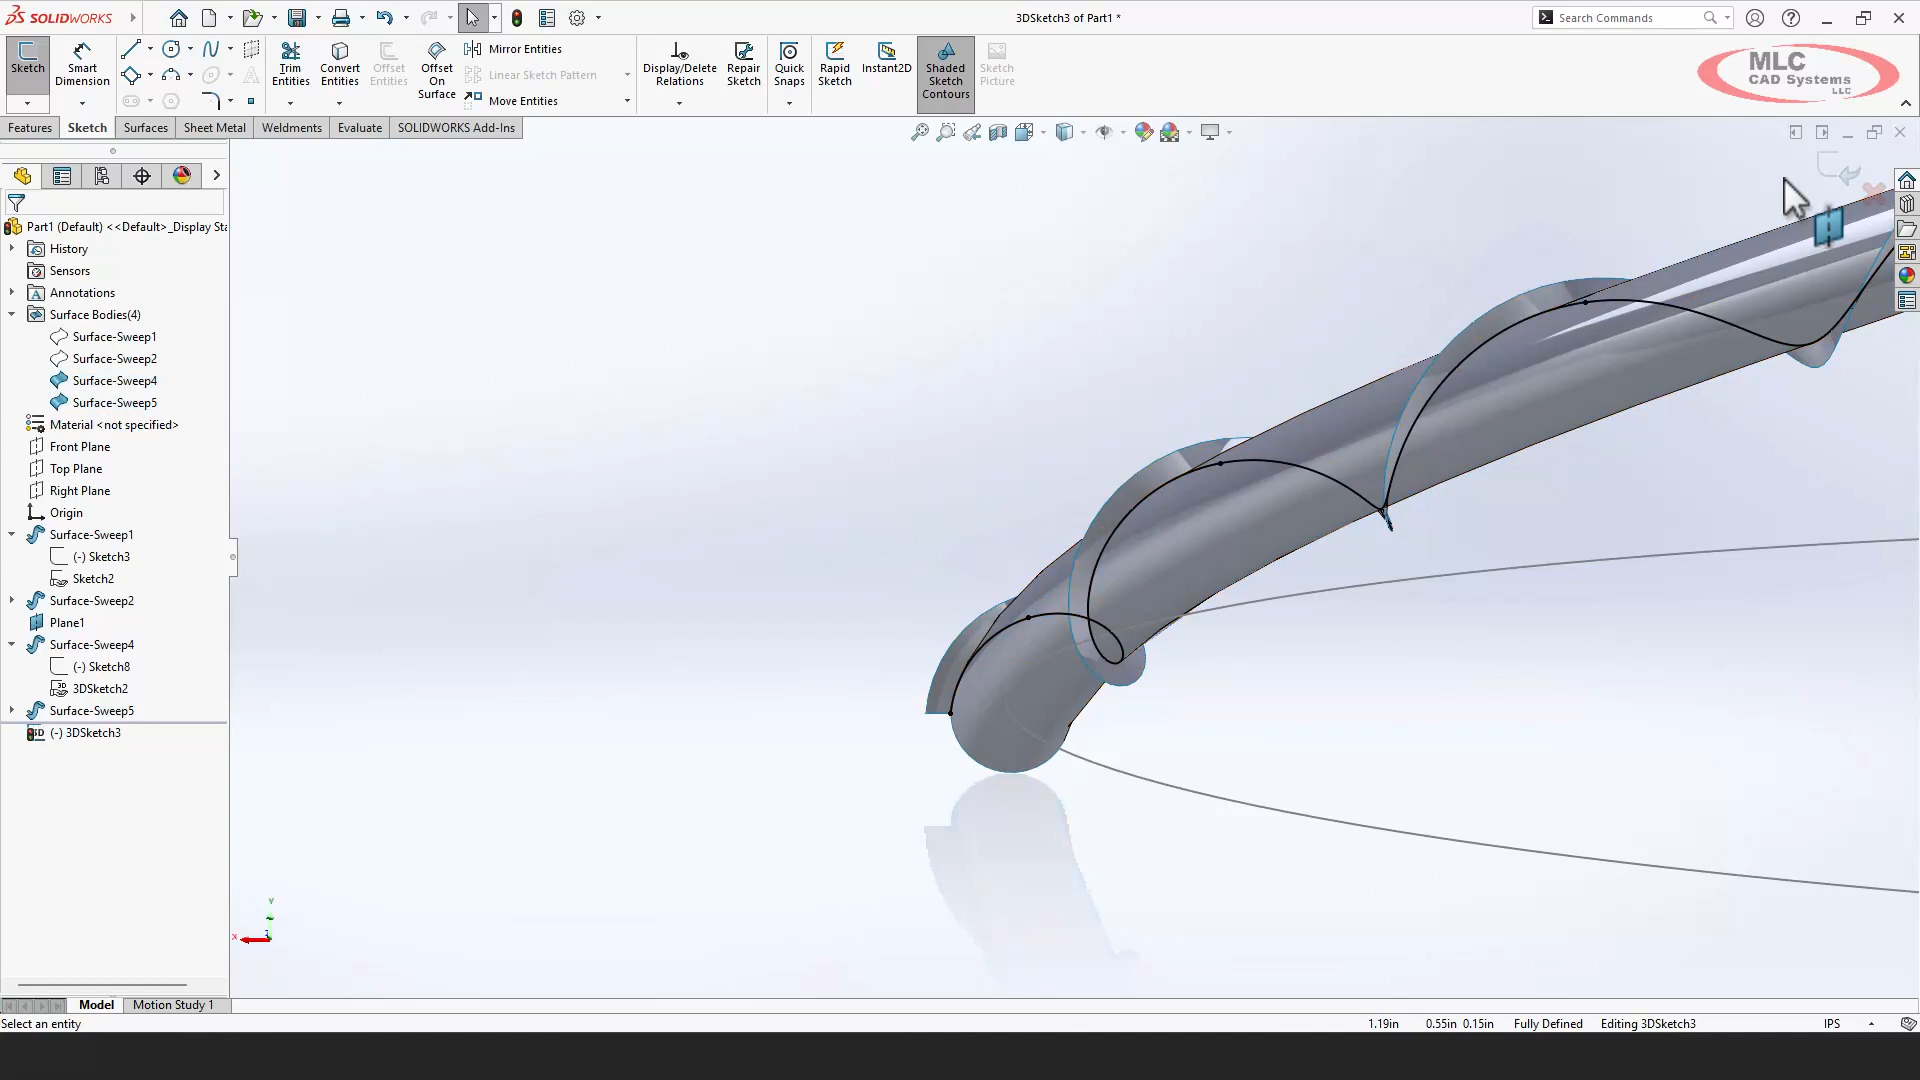 SOLIDWORKS
3DSketch3 of Part1 *
Search Commands
Sketch
Smart Dimension
Trim Entities
Convert Entities
Offset Entities
Offset On Surface
Mirror Entities
Linear Sketch Pattern
Move Entities
Display/Delete Relations
Repair Sketch
Quick Snaps
Rapid Sketch
Instant2D
Shaded Sketch Contours
Sketch Picture
MLC
CAD Systems
LLC
Features
Sketch
Surfaces
Sheet Metal
Weldments
Evaluate
SOLIDWORKS Add-Ins
Part1 (Default) <<Default>_Display Sta
History
Sensors
Annotations
Surface Bodies(4)
Surface-Sweep1
Surface-Sweep2
Surface-Sweep4
Surface-Sweep5
Material <not specified>
Front Plane
Top Plane
Right Plane
Origin
Surface-Sweep1
(-) Sketch3
Sketch2
Surface-Sweep2
Plane1
Surface-Sweep4
(-) Sketch8
3DSketch2
Surface-Sweep5
(-) 3DSketch3
Y
X
Z
Model
Motion Study 1
Select an entity
1.19in
0.55in 0.15in
Fully Defined
Editing 3DSketch3
IPS